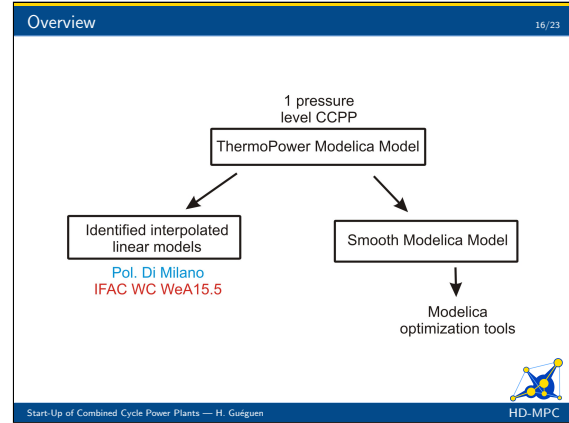 Overview
16/23
1 pressure
level CCPP
ThermoPower Modelica Model
Identified interpolated
linear models
Pol. Di Milano
IFAC WC WeA15.5
Smooth Modelica Model
Modelica
optimization tools
Start-Up of Combined Cycle Power Plants — H. Guéguen
HD-MPC